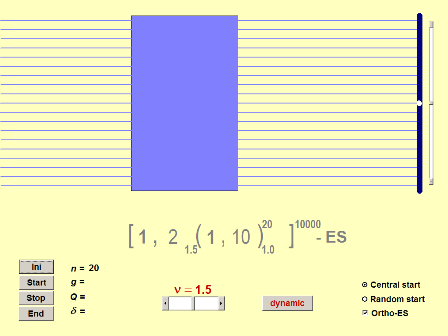 [ 1, 2 1.5(1, 10)1.0 20 ]10000 - ES
Ini
n = 20
Start
g =
Stop
Q =
End
δ =
ν = 1.5
dynamic
Central start
Random start
Ortho-ES